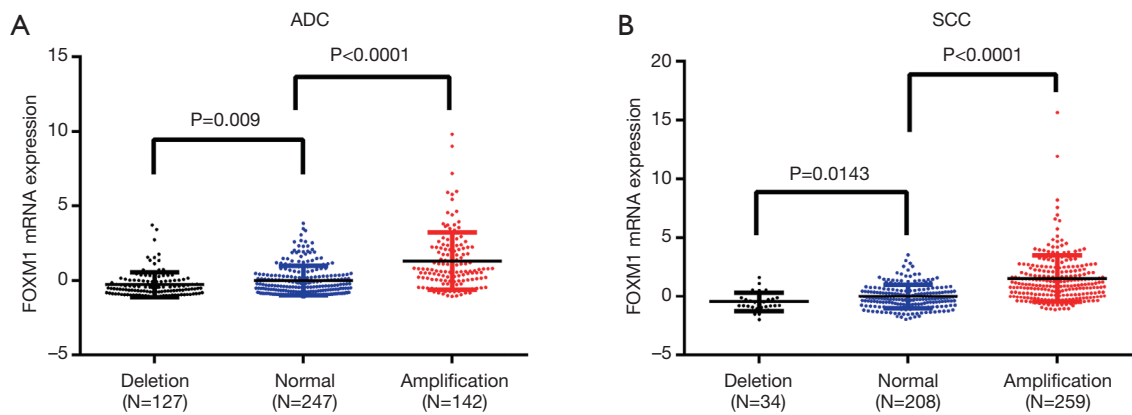 A
ADC
FOXM1 mRNA expression
15
10
5
0
−5
P=0.009
P<0.0001
Deletion
(N=127)
Normal
(N=247)
Amplification
(N=142)
B
SCC
FOXM1 mRNA expression
20
15
10
5
0
−5
P=0.0143
P<0.0001
Deletion
(N=34)
Normal
(N=208)
Amplification
(N=259)